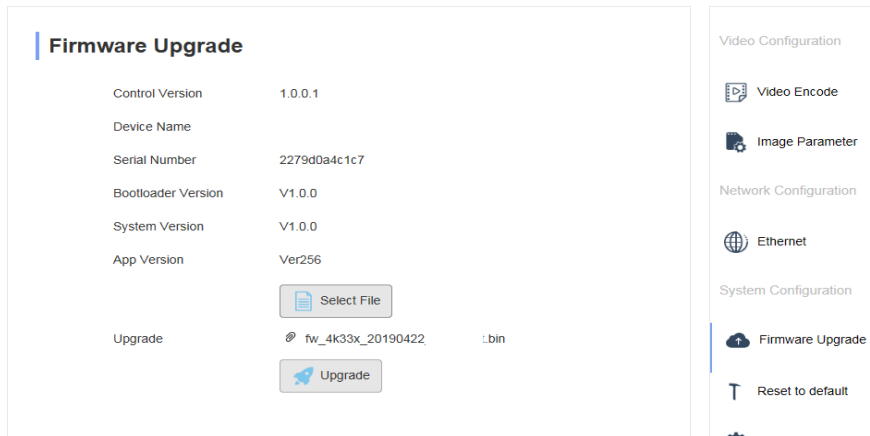 Firmware Upgrade
Control Version 1.0.0.1
Device Name
Serial Number 2279d0a4c1c7
Bootloader Version V1.0.0
System Version V1.0.0
App Version Ver256
Select File
Upgrade fw_4k33x_20190422_ :.bin
Upgrade
Video Configuration
Video Encode
Image Parameter
Network Configuration
Ethernet
System Configuration
Firmware Upgrade
Reset to default